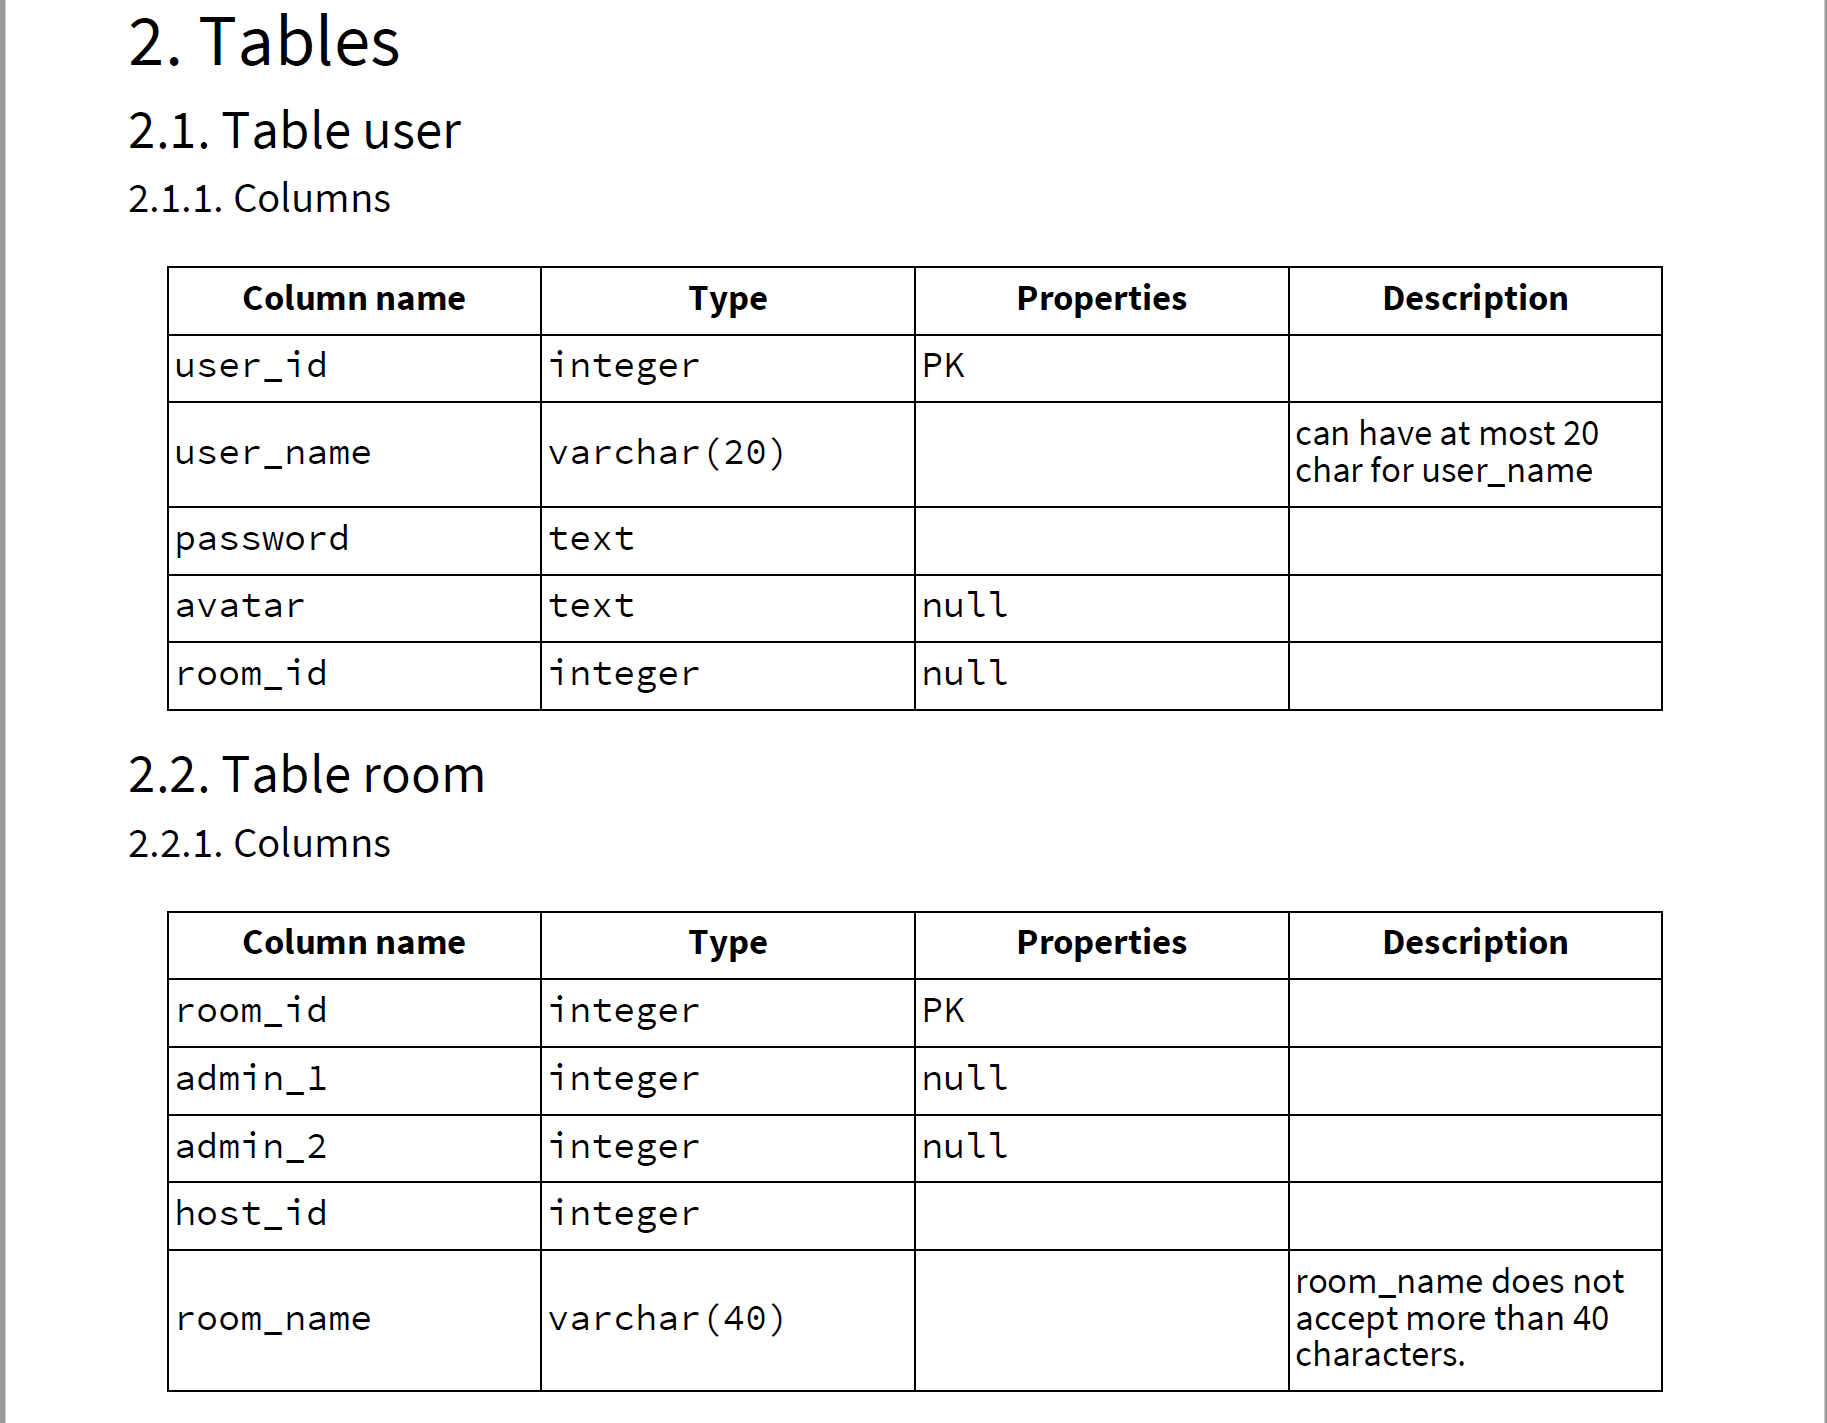 2. Tables
2.1. Table user
2.1.1. Columns
Column name Type Properties Description
user_id integer PK
user_name varchar(20) can have at most 20
char for user_name
password text
avatar text null
room_id integer null
2.2. Table room
2.2.1. Columns
Column name Type Properties Description
room_id integer PK
admin_1 integer null
admin_2 integer null
host_id integer
room_name varchar(40) room_name does not
accept more than 40
characters.